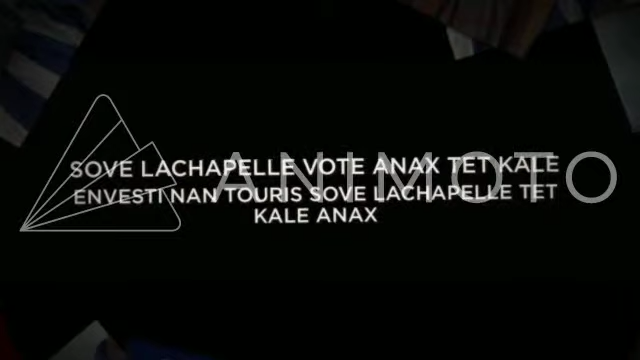 SOVE LACHAPELLE VOTE ANAX TET KALE
ENVESTI NAN TOURIS SOVE LACHAPELLE TET
KALE ANAX
ANIMOTO